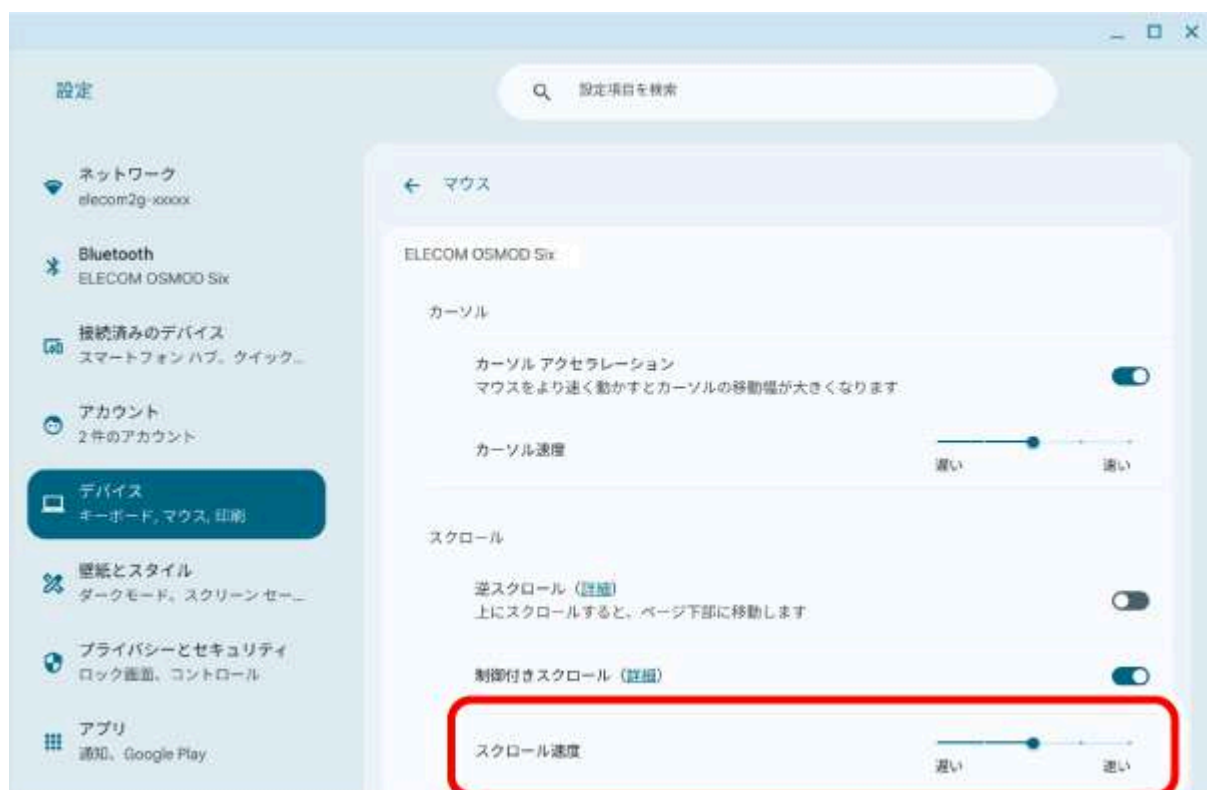 設定
設定項目を検索
ネットワーク
elecom2g-xxxxx
Bluetooth
ELECOM OSMOD Six
接続済みのデバイス
スマートフォン ハブ、クイック...
アカウント
2 件のアカウント
デバイス
キーボード, マウス, 印刷
壁紙とスタイル
ダークモード、スクリーン セー...
プライバシーとセキュリティ
ロック画面、コントロール
アプリ
通知、Google Play
マウス
ELECOM OSMOD Six
カーソル
カーソル アクセラレーション
マウスをより速く動かすとカーソルの移動幅が大きくなります
カーソル速度
遅い 速い
スクロール
逆スクロール（詳細）
上にスクロールすると、ページ下部に移動します
制御付きスクロール（詳細）
スクロール速度
遅い 速い